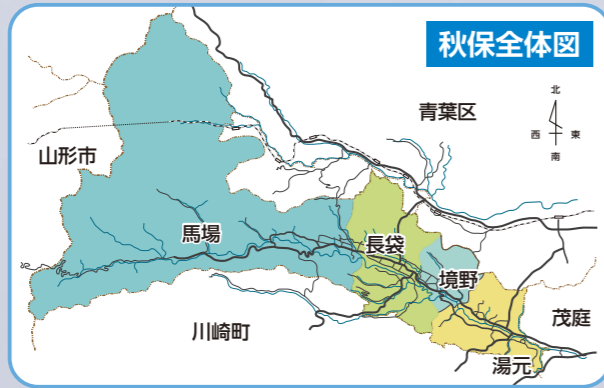 秋保全体図
北
西 東
南
青葉区
山形市
馬場
長袋
境野
川崎町
茂庭
湯元